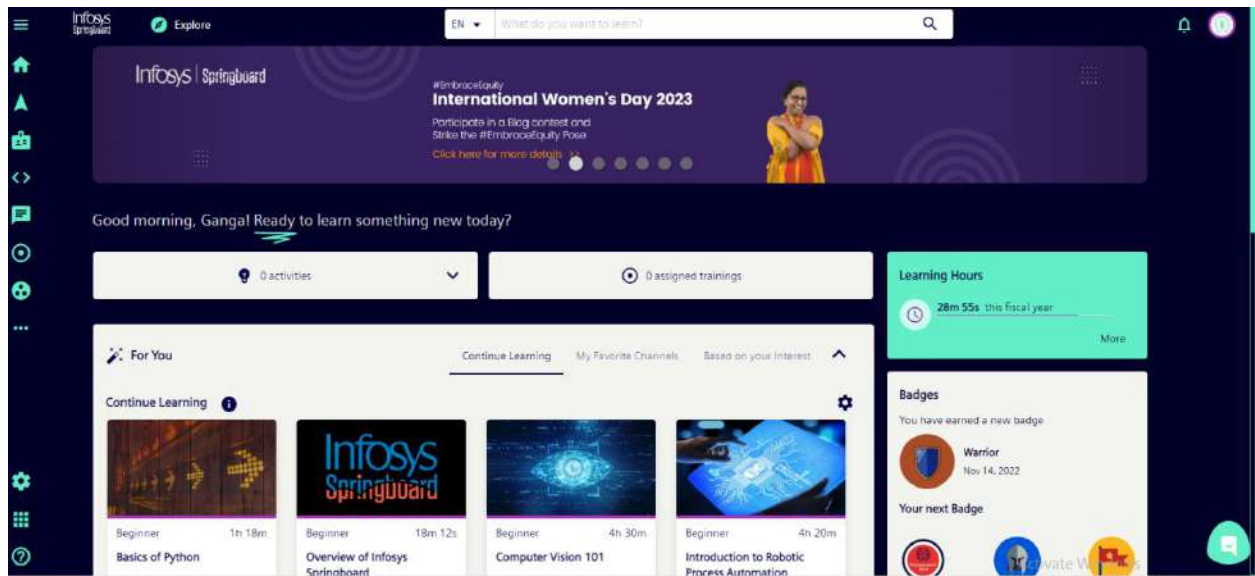 Infosys
Springboard
Explore
EN
What do you want to learn?
Infosys | Springboard
#EmbraceEquity
International Women's Day 2023
Participate in a Blog contest and
Strike the #EmbraceEquity Pose
Click here for more details >>
Good morning, Ganga! Ready to learn something new today?
0 activities
0 assigned trainings
Learning Hours
28m 55s this fiscal year
More
For You
Continue Learning
My Favorite Channels
Based on your Interest
Continue Learning
Infosys
Springboard
Beginner 1h 18m
Basics of Python
Beginner 18m 12s
Overview of Infosys
Springboard
Beginner 4h 30m
Computer Vision 101
Beginner 4h 20m
Introduction to Robotic
Process Automation
Badges
You have earned a new badge
Warrior
Nov 14, 2022
Your next Badge